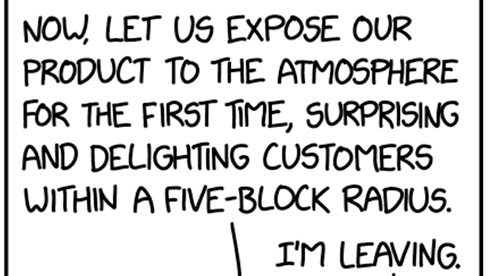 NOW, LET US EXPOSE OUR
PRODUCT TO THE ATMOSPHERE
FOR THE FIRST TIME, SURPRISING
AND DELIGHTING CUSTOMERS
WITHIN A FIVE-BLOCK RADIUS.
I'M LEAVING.